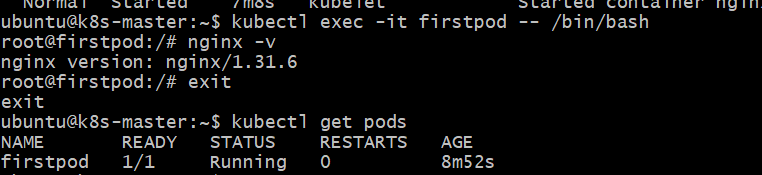 Normal Started 7m8s kubelet Started container ngin
ubuntu@k8s-master:~$ kubectl exec -it firstpod -- /bin/bash
root@firstpod:/# nginx -v
nginx version: nginx/1.31.6
root@firstpod:/# exit
exit
ubuntu@k8s-master:~$ kubectl get pods
NAME READY STATUS RESTARTS AGE
firstpod 1/1 Running 0 8m52s